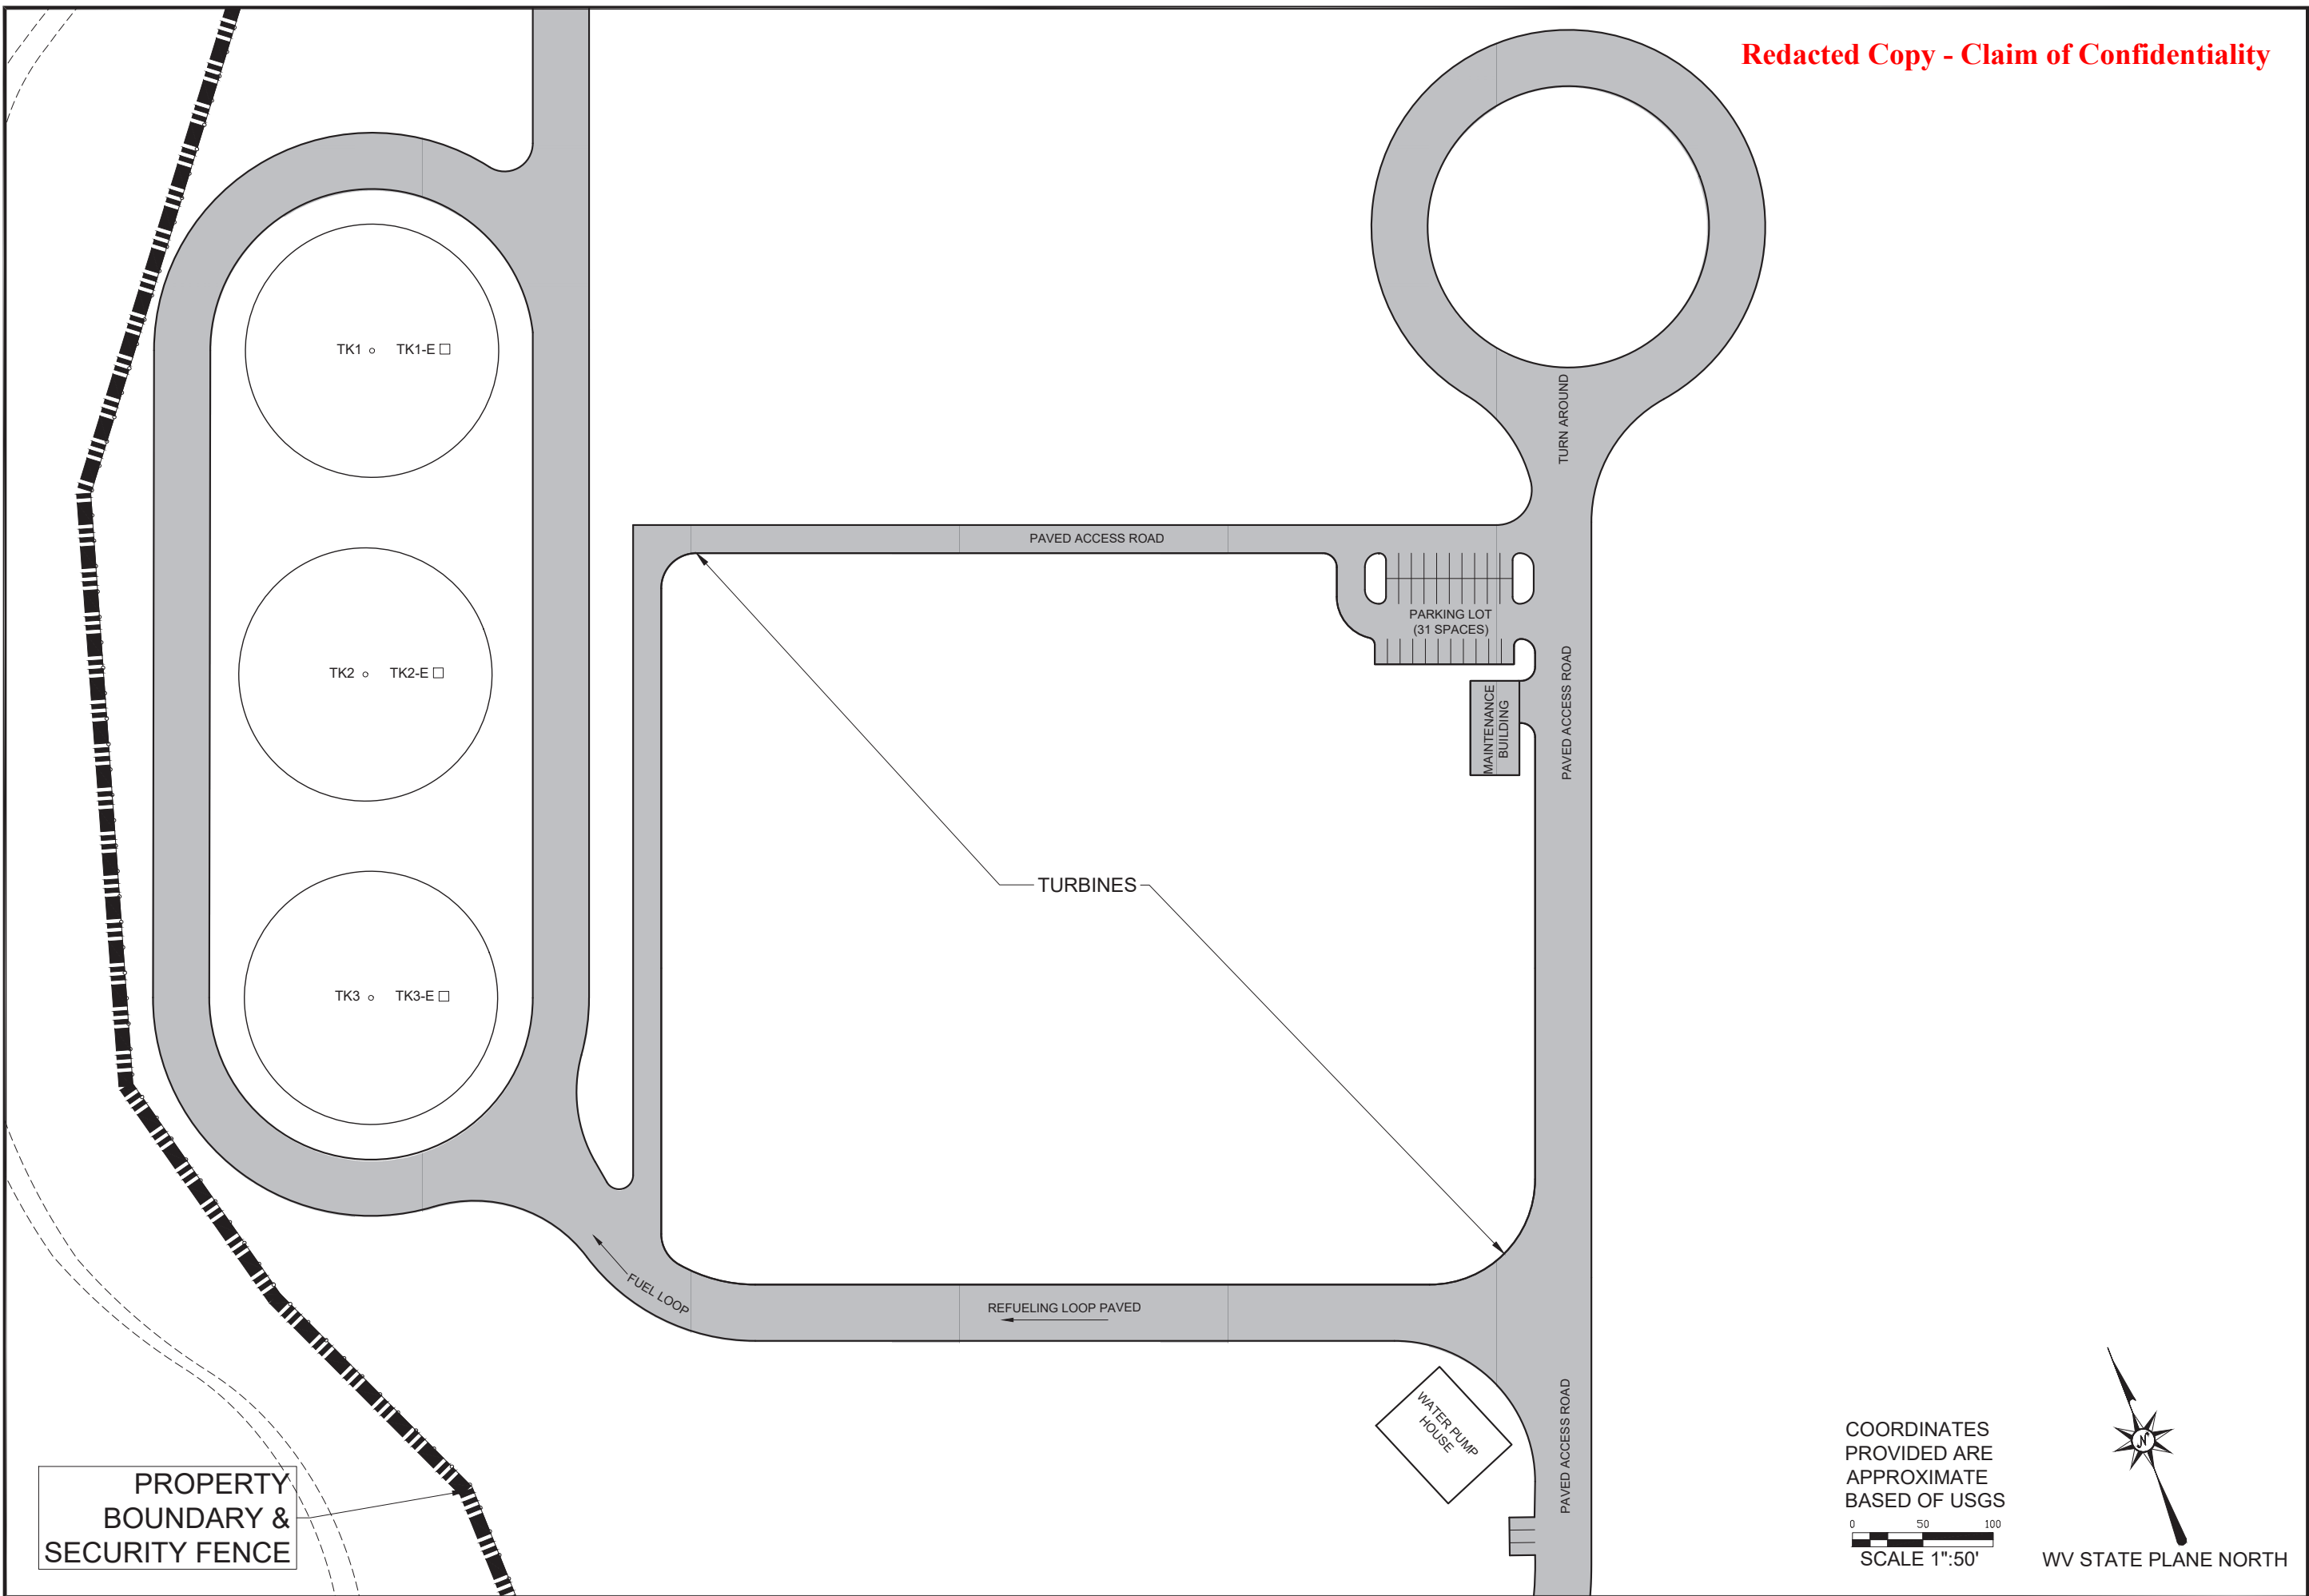 Redacted Copy - Claim of Confidentiality
TK1
TK1-E
TURN AROUND
PAVED ACCESS ROAD
PARKING LOT
(31 SPACES)
TK2
TK2-E
MAINTENANCE
BUILDING
PAVED ACCESS ROAD
TURBINES
TK3
TK3-E
FUEL LOOP
REFUELING LOOP PAVED
WATER PUMP
HOUSE
PAVED ACCESS ROAD
PROPERTY
BOUNDARY &
SECURITY FENCE
COORDINATES
PROVIDED ARE
APPROXIMATE
BASED OF USGS
0 50 100
SCALE 1":50'
N
WV STATE PLANE NORTH